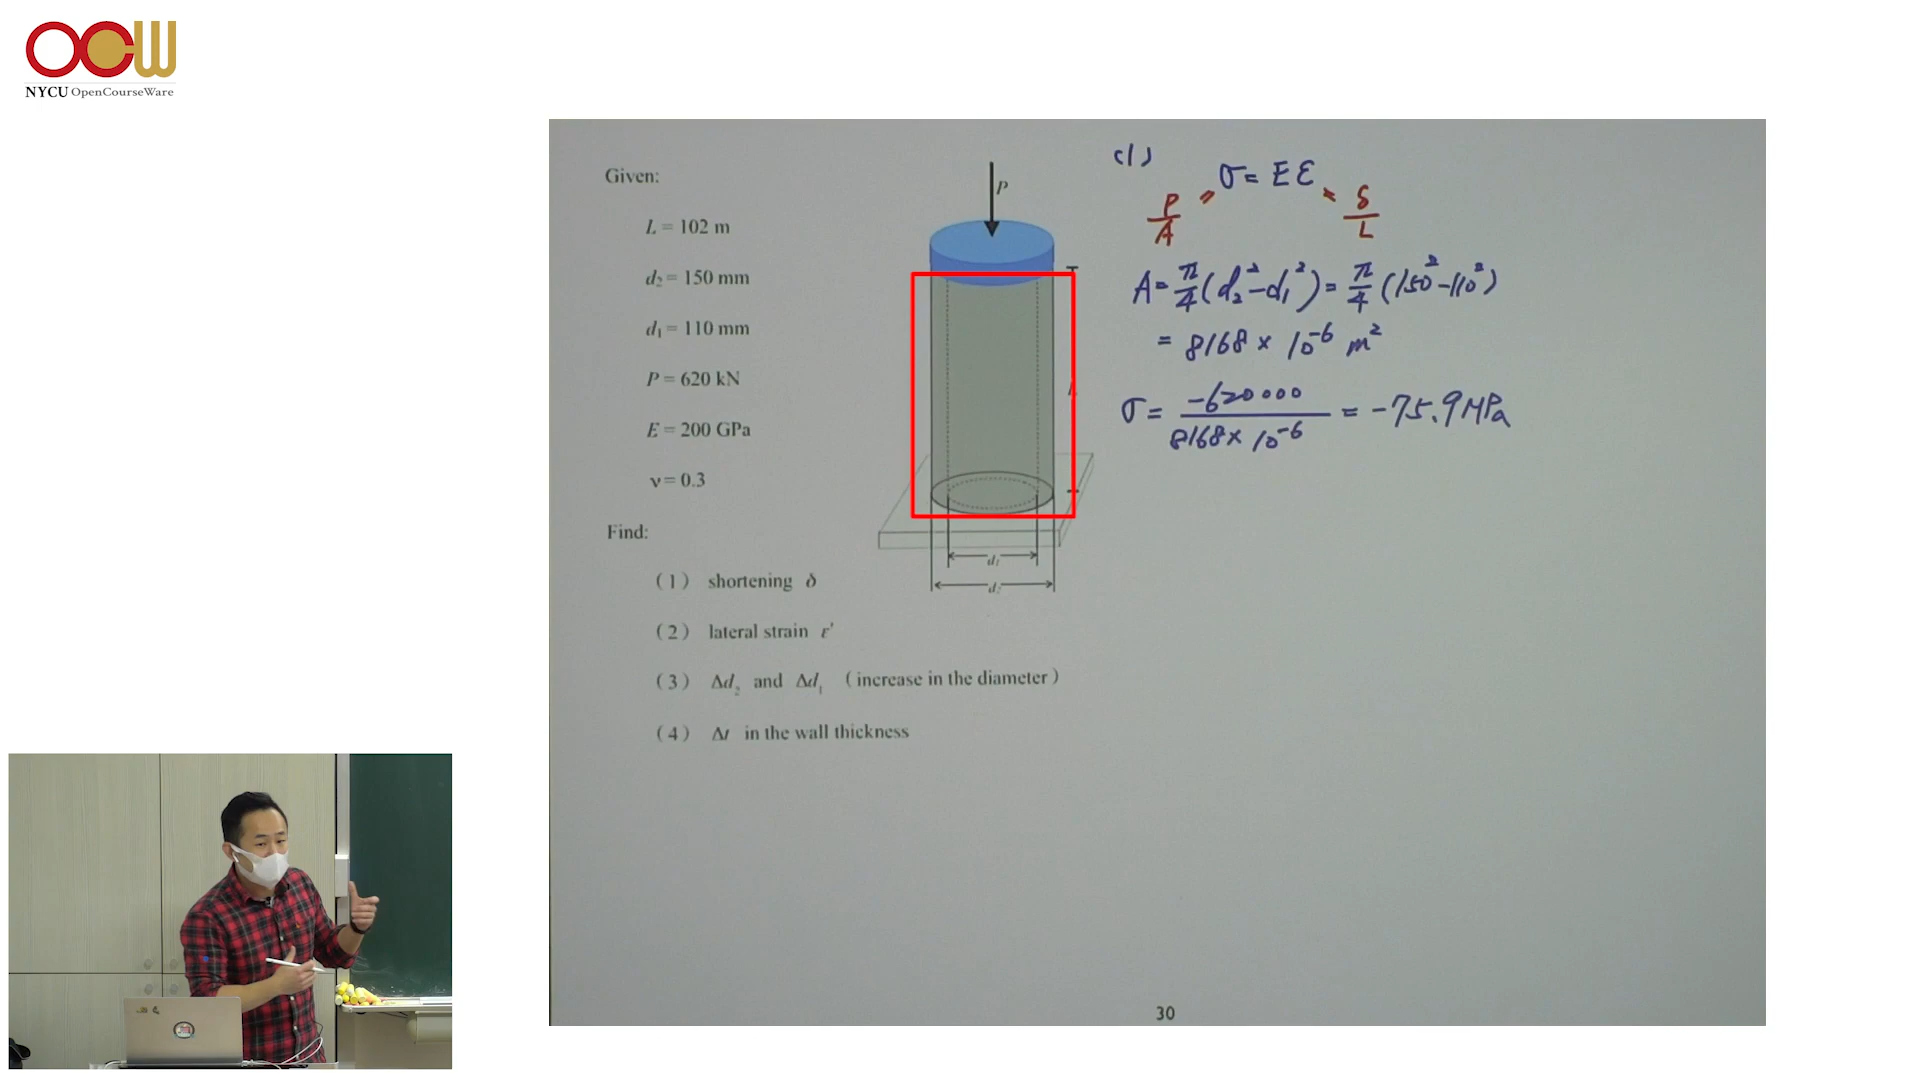 OCW
NYCU OpenCourseWare
Given:
L = 102 m
d₂ = 150 mm
d₁ = 110 mm
P = 620 kN
E = 200 GPa
ν = 0.3
Find:
(1) shortening δ
(2) lateral strain ε'
(3) Δd₂ and Δd₁ (increase in the diameter)
(4) Δt in the wall thickness
P
L
d₁
d₂
(1)
σ = E ε
P/A = = δ/L
A = π/4 (d₂² - d₁²) = π/4 (150² - 110²)
= 8168 × 10⁻⁶ m²
σ = -620000 / 8168 × 10⁻⁶ = -75.9 MPa
30